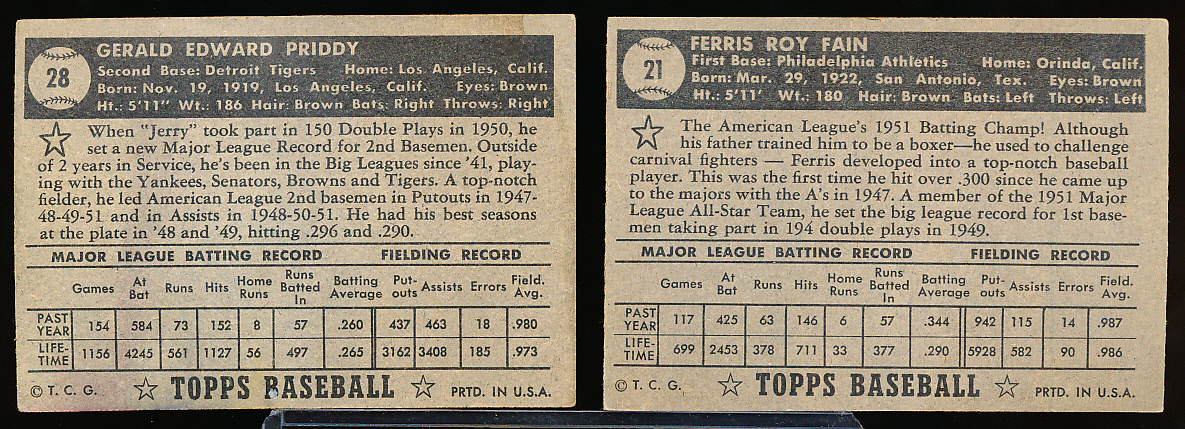 28
GERALD EDWARD PRIDDY
Second Base: Detroit Tigers Home: Los Angeles, Calif.
Born: Nov. 19, 1919, Los Angeles, Calif. Eyes: Brown
Ht.: 5'11" Wt.: 186 Hair: Brown Bats: Right Throws: Right
When "Jerry" took part in 150 Double Plays in 1950, he
set a new Major League Record for 2nd Basemen. Outside
of 2 years in Service, he's been in the Big Leagues since '41, play-
ing with the Yankees, Senators, Browns and Tigers. A top-notch
fielder, he led American League 2nd basemen in Putouts in 1947-
48-49-51 and in Assists in 1948-50-51. He had his best seasons
at the plate in '48 and '49, hitting .296 and .290.
MAJOR LEAGUE BATTING RECORD FIELDING RECORD
Games At Bat Runs Hits Home Runs Runs Batted In Batting Average Put-outs Assists Errors Field. Avg.
PAST YEAR 154 584 73 152 8 57 .260 437 463 18 .980
LIFE-TIME 1156 4245 561 1127 56 497 .265 3162 3408 185 .973
© T. C. G. TOPPS BASEBALL PRTD. IN U.S.A.
21
FERRIS ROY FAIN
First Base: Philadelphia Athletics Home: Orinda, Calif.
Born: Mar. 29, 1922, San Antonio, Tex. Eyes: Brown
Ht.: 5'11' Wt.: 180 Hair: Brown Bats: Left Throws: Left
The American League's 1951 Batting Champ! Although
his father trained him to be a boxer—he used to challenge
carnival fighters — Ferris developed into a top-notch baseball
player. This was the first time he hit over .300 since he came up
to the majors with the A's in 1947. A member of the 1951 Major
League All-Star Team, he set the big league record for 1st base-
men taking part in 194 double plays in 1949.
MAJOR LEAGUE BATTING RECORD FIELDING RECORD
Games At Bat Runs Hits Home Runs Runs Batted In Batting Average Put-outs Assists Errors Field. Avg.
PAST YEAR 117 425 63 146 6 57 .344 942 115 14 .987
LIFE-TIME 699 2453 378 711 33 377 .290 5928 582 90 .986
© T. C. G. TOPPS BASEBALL PRTD. IN U.S.A.